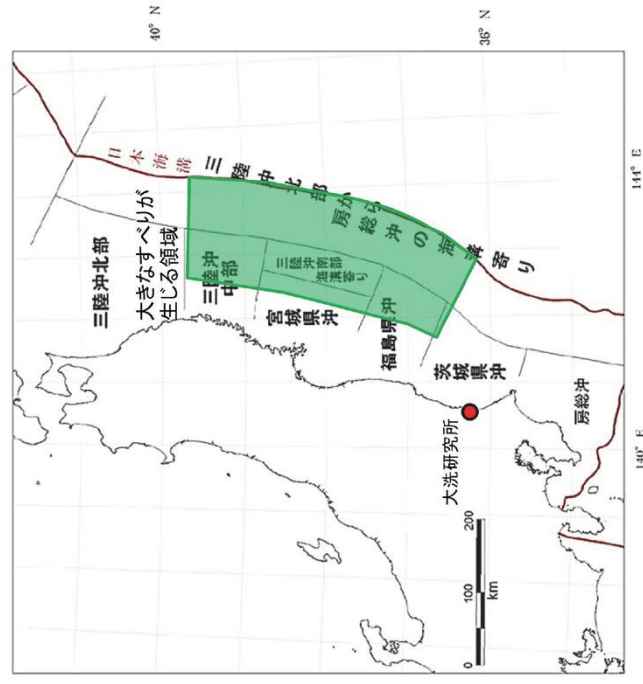 40° N
36° N
144° E
140° E
日本海溝
三陸沖北部から
房総沖の海溝寄り
三陸沖北部
大きなすべりが
生じる領域
三陸沖
中部
三陸沖南部
海溝寄り
宮城県沖
福島県沖
茨城県沖
房総沖
大洗研究所
0 100 200
km